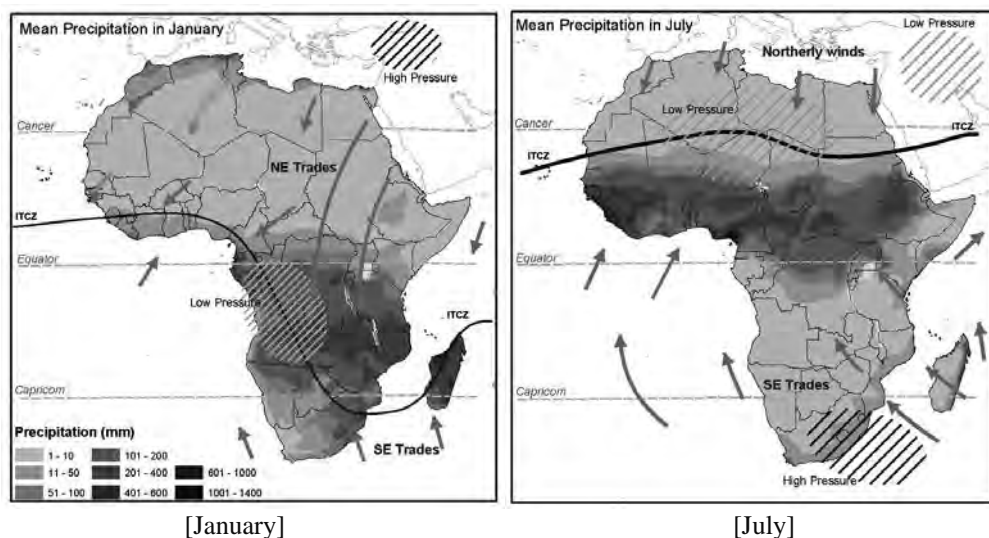 Mean Precipitation in January
High Pressure
Cancer
NE Trades
ITCZ
Equator
Low Pressure
ITCZ
Capricorn
SE Trades
Precipitation (mm)
1 - 10
11 - 50
51 - 100
101 - 200
201 - 400
401 - 600
601 - 1000
1001 - 1400
[January]
Mean Precipitation in July
Low Pressure
Northerly winds
Low Pressure
Cancer
ITCZ
ITCZ
Equator
SE Trades
Capricorn
High Pressure
[July]